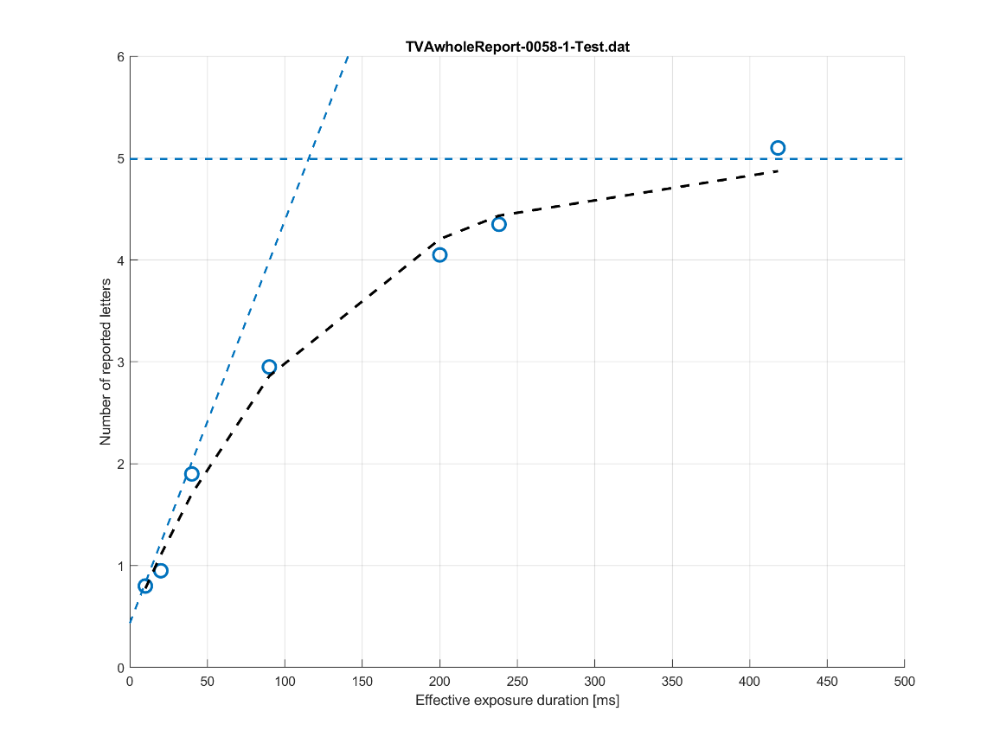 TVAwholeReport-0058-1-Test.dat
6
5
4
3
2
1
0
Number of reported letters
0 50 100 150 200 250 300 350 400 450 500
Effective exposure duration [ms]